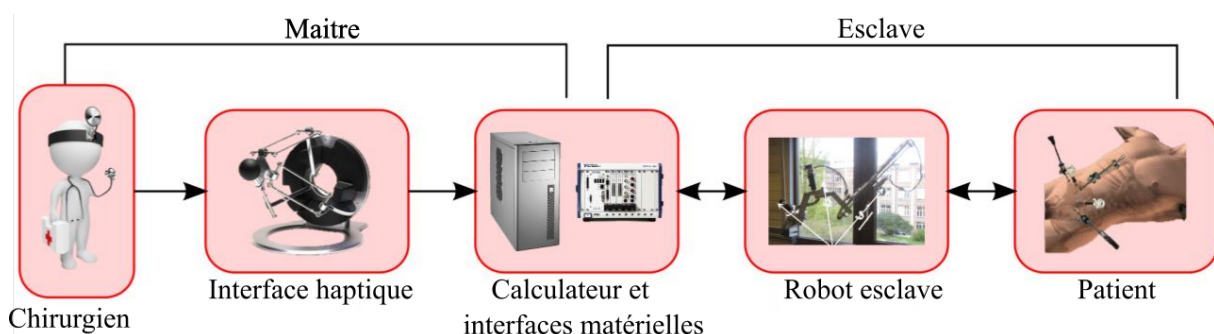 Maitre
Esclave
Chirurgien
Interface haptique
Calculateur et
interfaces matérielles
Robot esclave
Patient